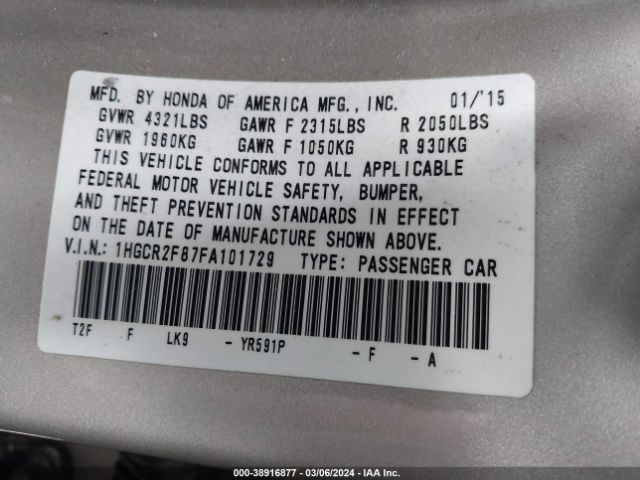 MFD. BY HONDA OF AMERICA MFG., INC. 01/'15
GVWR 4321LBS GAWR F 2315LBS R 2050LBS
GVWR 1960KG GAWR F 1050KG R 930KG
THIS VEHICLE CONFORMS TO ALL APPLICABLE
FEDERAL MOTOR VEHICLE SAFETY, BUMPER,
AND THEFT PREVENTION STANDARDS IN EFFECT
ON THE DATE OF MANUFACTURE SHOWN ABOVE.
V.I.N.: 1HGCR2F87FA101729 TYPE: PASSENGER CAR
T2F F LK9 - YR591P - F - A
000-38916877 — 03/06/2024 — IAA Inc.